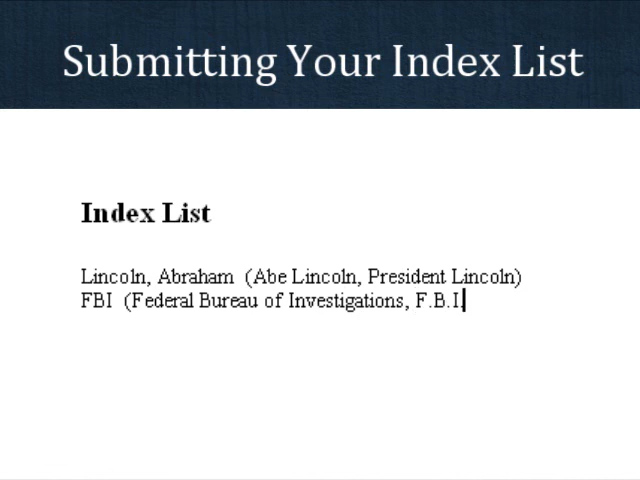 Submitting Your Index List
Index List
Lincoln, Abraham  (Abe Lincoln, President Lincoln)
FBI  (Federal Bureau of Investigations, F.B.I.